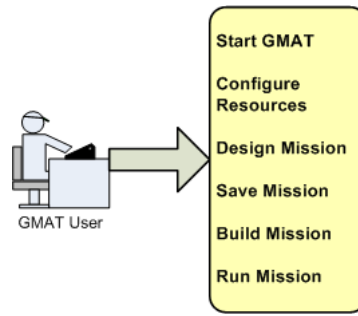 Start GMAT
Configure
Resources
Design Mission
Save Mission
Build Mission
Run Mission
GMAT User